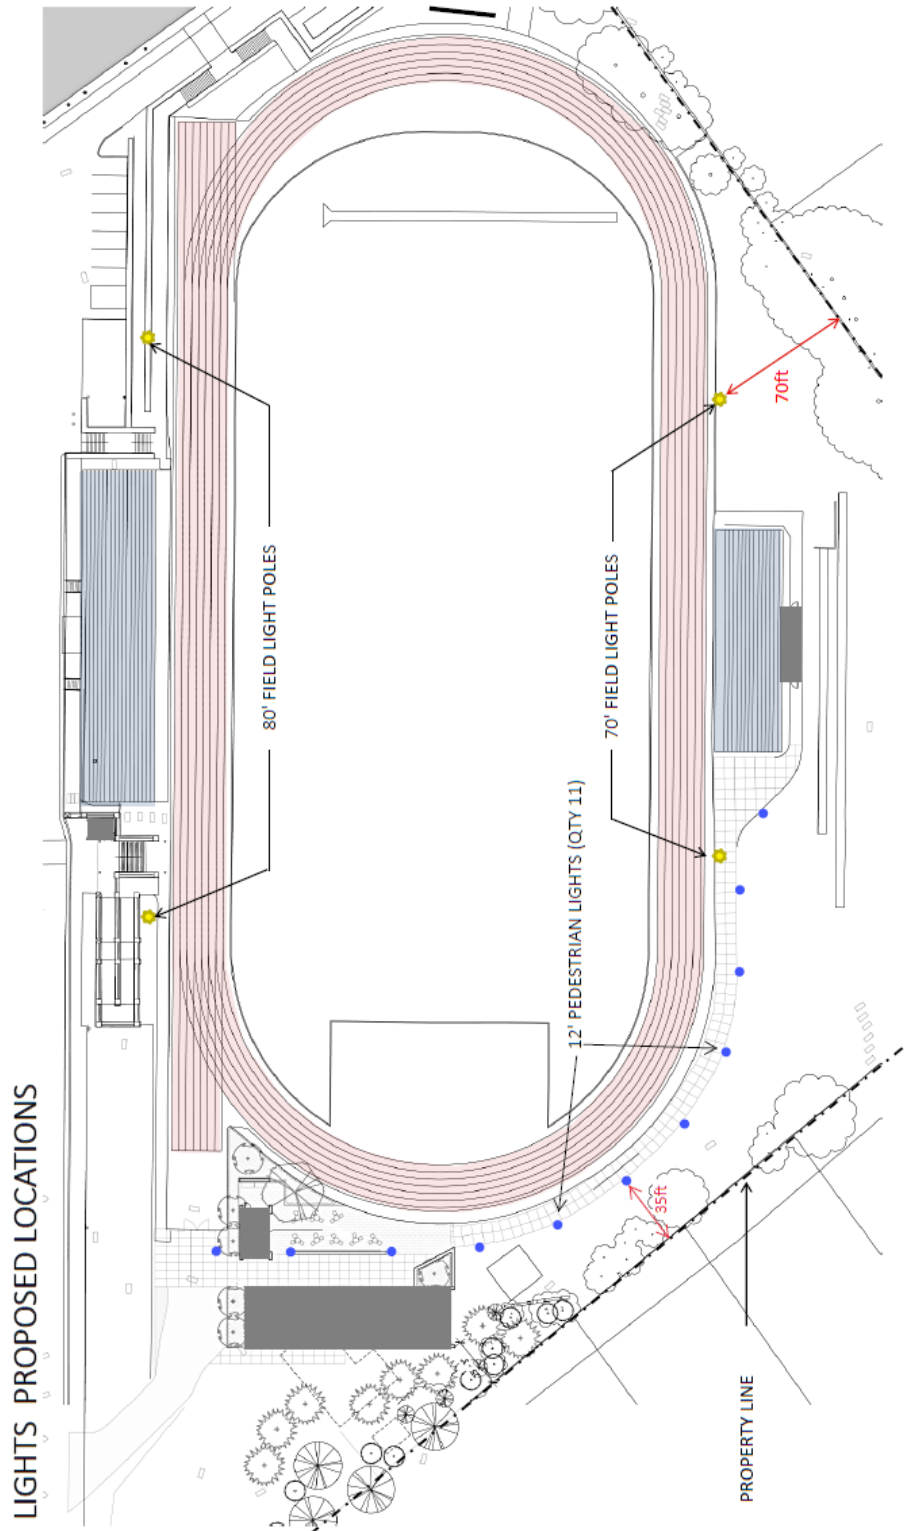 LIGHTS PROPOSED LOCATIONS
80' FIELD LIGHT POLES
70' FIELD LIGHT POLES
12' PEDESTRIAN LIGHTS (QTY 11)
70ft
35ft
PROPERTY LINE